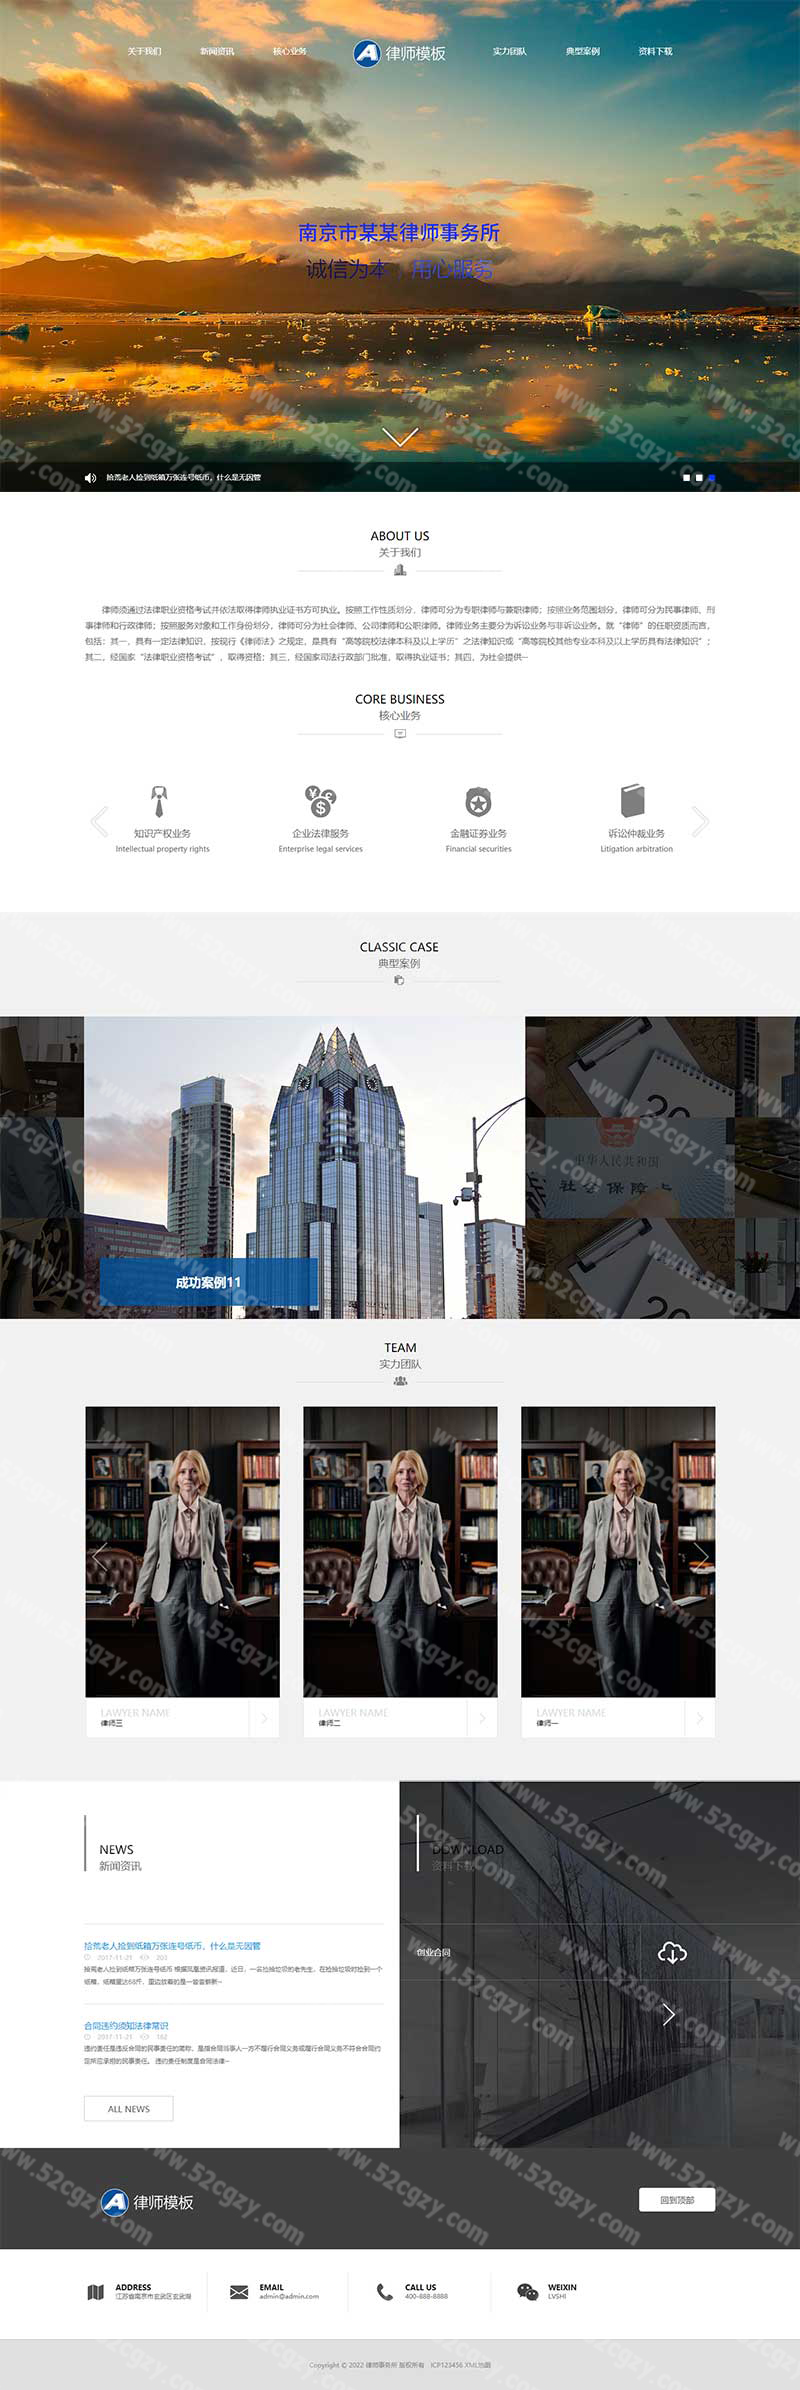 关于我们 新闻资讯 核心业务 律师模板 实力团队 典型案例 资料下载
南京市某某律师事务所
诚信为本，用心服务
拾荒老人捡到纸箱万张连号纸币，什么是无因管
ABOUT US
关于我们
律师须通过法律职业资格考试并依法取得律师执业证书方可执业。按照工作性质划分，律师可分为专职律师与兼职律师；按照业务范围划分，律师可分为民事律师、刑
事律师和行政律师；按照服务对象和工作身份划分，律师可分为社会律师、公司律师和公职律师。律师业务主要分为诉讼业务与非诉讼业务。就“律师”的任职资质而言，
包括：其一，具有一定法律知识，按现行《律师法》之规定，是具有“高等院校法律本科及以上学历”之法律知识或“高等院校其他专业本科及以上学历具有法律知识”；
其二，经国家“法律职业资格考试”，取得资格；其三，经国家司法行政部门批准，取得执业证书；其四，为社会提供···
CORE BUSINESS
核心业务
知识产权业务 企业法律服务 金融证券业务 诉讼仲裁业务
Intellectual property rights Enterprise legal services Financial securities Litigation arbitration
CLASSIC CASE
典型案例
20
中华人民共和国
社会保障卡
成功案例11
20
TEAM
实力团队
LAWYER NAME LAWYER NAME LAWYER NAME
律师三 律师二 律师一
NEWS
新闻资讯
DOWNLOAD
资料下载
拾荒老人捡到纸箱万张连号纸币，什么是无因管
2017-11-21 203
拾荒老人捡到纸箱万张连号纸币 根据凤凰资讯报道，近日，一名捡拾垃圾的老先生，在捡拾垃圾时捡到一个
纸箱，纸箱重达68斤，里边放着的是一沓沓崭新···
合同违约须知法律常识
2017-11-21 182
违约责任是违反合同的民事责任的简称，是指合同当事人一方不履行合同义务或履行合同义务不符合合同约
定所应承担的民事责任。 违约责任制度是合同法律···
ALL NEWS
创业合同
律师模板
回到顶部
ADDRESS EMAIL CALL US WEIXIN
江苏省南京市玄武区玄武湖 admin@admin.com 400-888-8888 LVSHI
Copyright © 2022 律师事务所 版权所有 ICP123456 XML地图
www.52cgzy.com